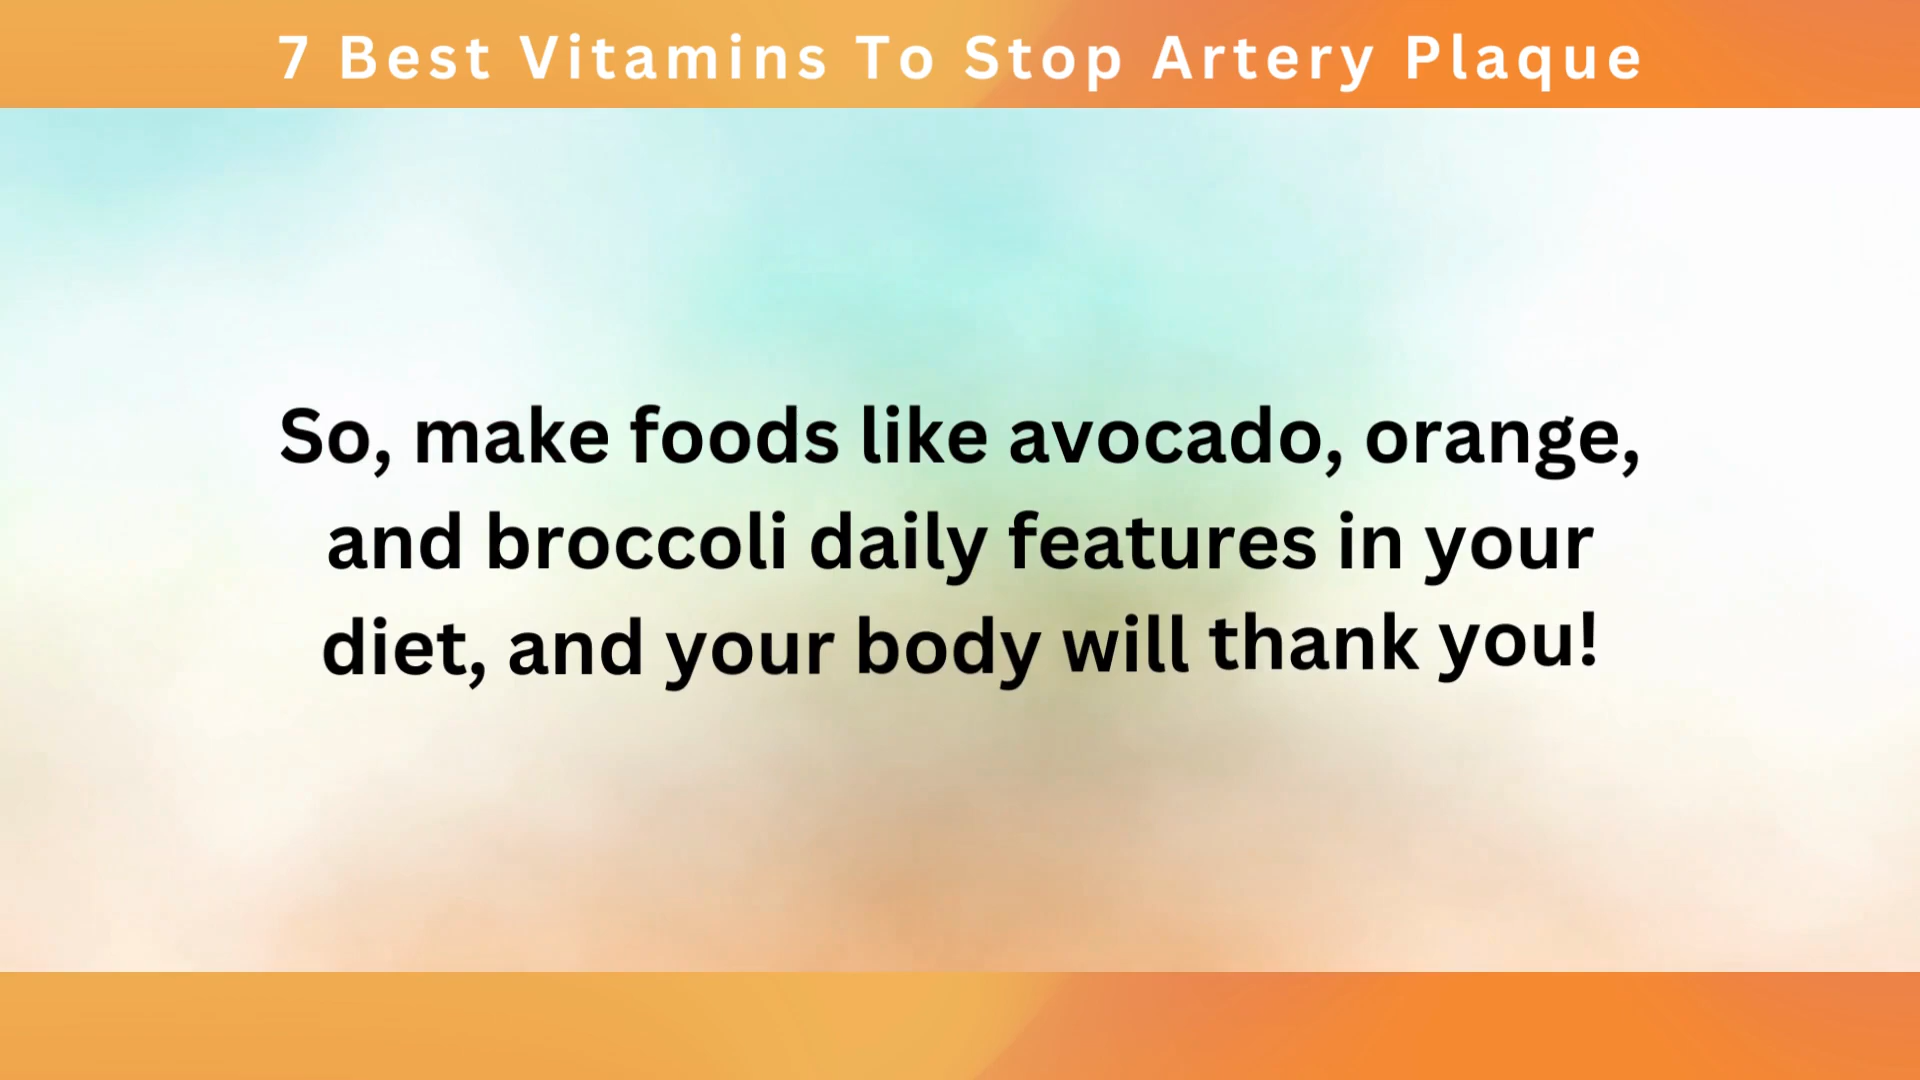 7 Best Vitamins To Stop Artery Plaque
So, make foods like avocado, orange,
and broccoli daily features in your
diet, and your body will thank you!